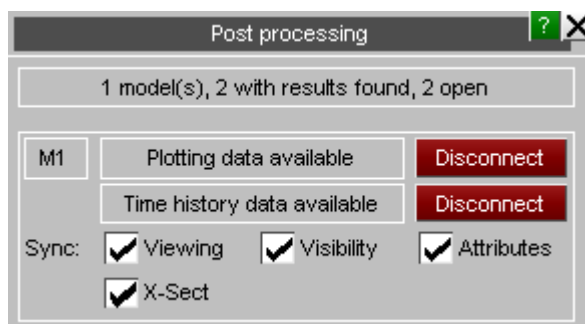 Post processing ? X
1 model(s), 2 with results found, 2 open
M1 Plotting data available Disconnect
Time history data available Disconnect
Sync: Viewing Visibility Attributes
X-Sect